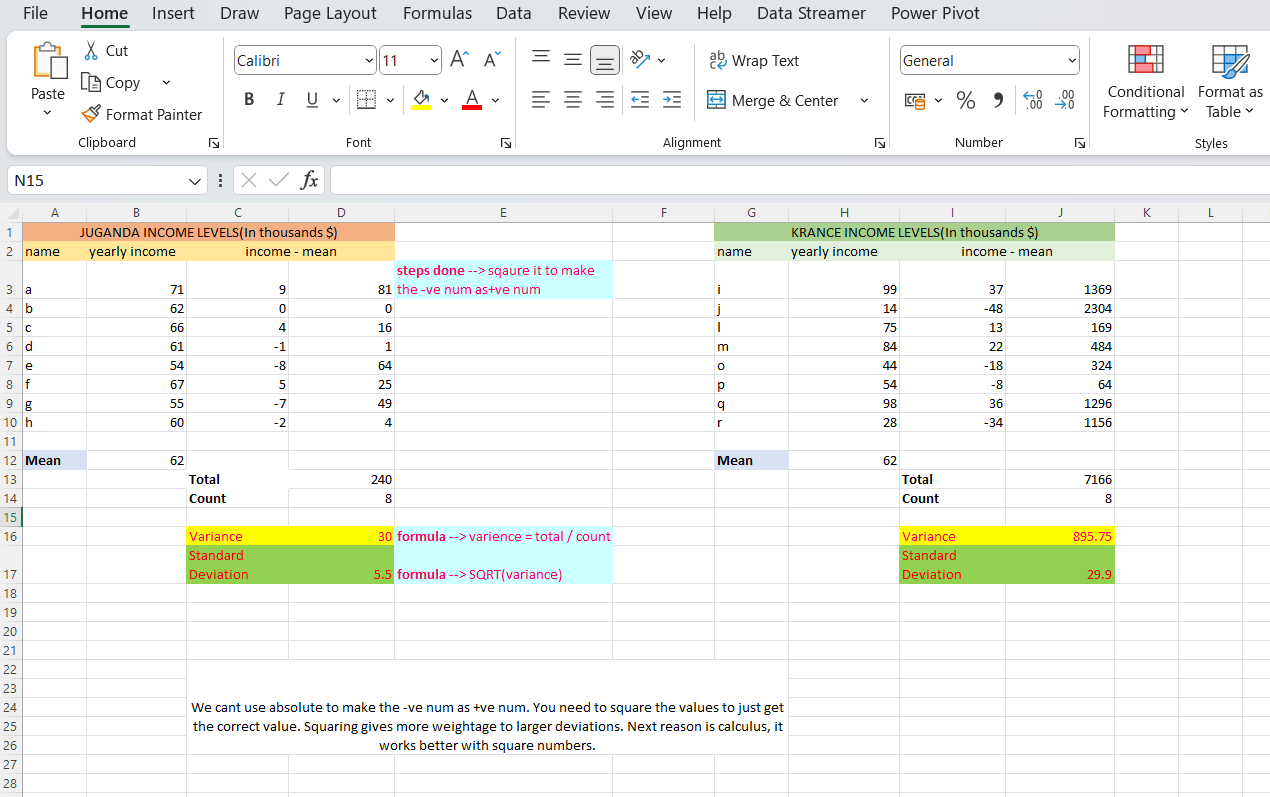 File Home Insert Draw Page Layout Formulas Data Review View Help Data Streamer Power Pivot
Paste
Cut
Copy
Format Painter
Clipboard
Calibri 11
B I U
Font
Wrap Text
Merge & Center
Alignment
General
Number
Conditional Formatting
Format as Table
Styles
N15 fx
A B C D E F G H I J K L
1 JUGANDA INCOME LEVELS(In thousands $) KRANCE INCOME LEVELS(In thousands $)
2 name yearly income income - mean name yearly income income - mean
steps done --> sqaure it to make
3 a 71 9 81 the -ve num as+ve num i 99 37 1369
4 b 62 0 0 j 14 -48 2304
5 c 66 4 16 l 75 13 169
6 d 61 -1 1 m 84 22 484
7 e 54 -8 64 o 44 -18 324
8 f 67 5 25 p 54 -8 64
9 g 55 -7 49 q 98 36 1296
10 h 60 -2 4 r 28 -34 1156
11
12 Mean 62 Mean 62
13 Total 240 Total 7166
14 Count 8 Count 8
15
16 Variance 30 formula --> varience = total / count Variance 895.75
Standard Standard
17 Deviation 5.5 formula --> SQRT(variance) Deviation 29.9
18
19
20
21
22
23
24 We cant use absolute to make the -ve num as +ve num. You need to square the values to just get
25 the correct value. Squaring gives more weightage to larger deviations. Next reason is calculus, it
26 works better with square numbers.
27
28